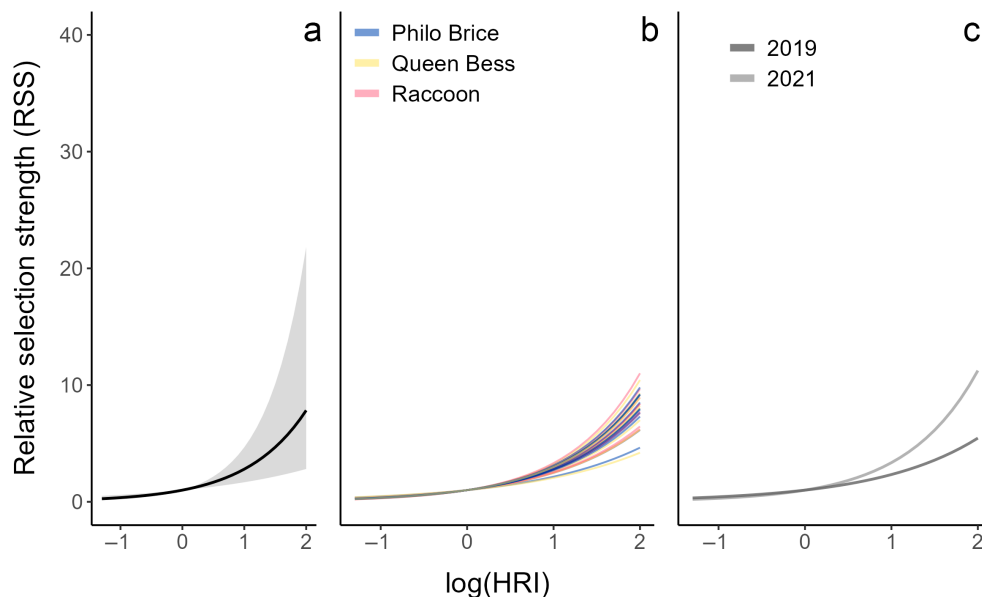 Relative selection strength (RSS)
40
30
20
10
0
a
–1 0 1 2
b
Philo Brice
Queen Bess
Raccoon
–1 0 1 2
c
2019
2021
–1 0 1 2
log(HRI)